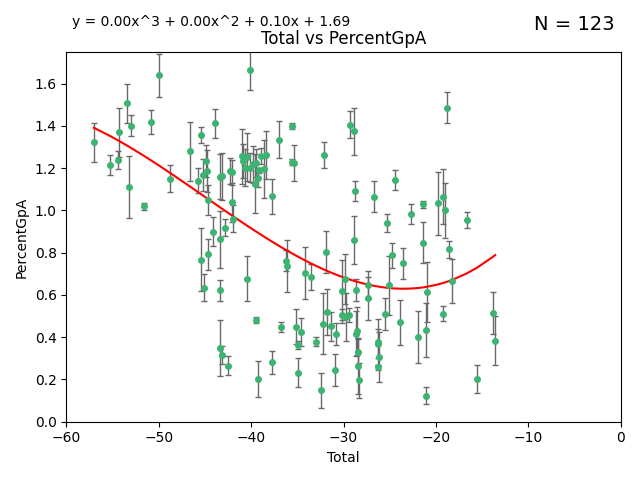 y = 0.00x^3 + 0.00x^2 + 0.10x + 1.69
N = 123
Total vs PercentGpA
PercentGpA
1.6
1.4
1.2
1.0
0.8
0.6
0.4
0.2
0.0
−60 −50 −40 −30 −20 −10 0
Total